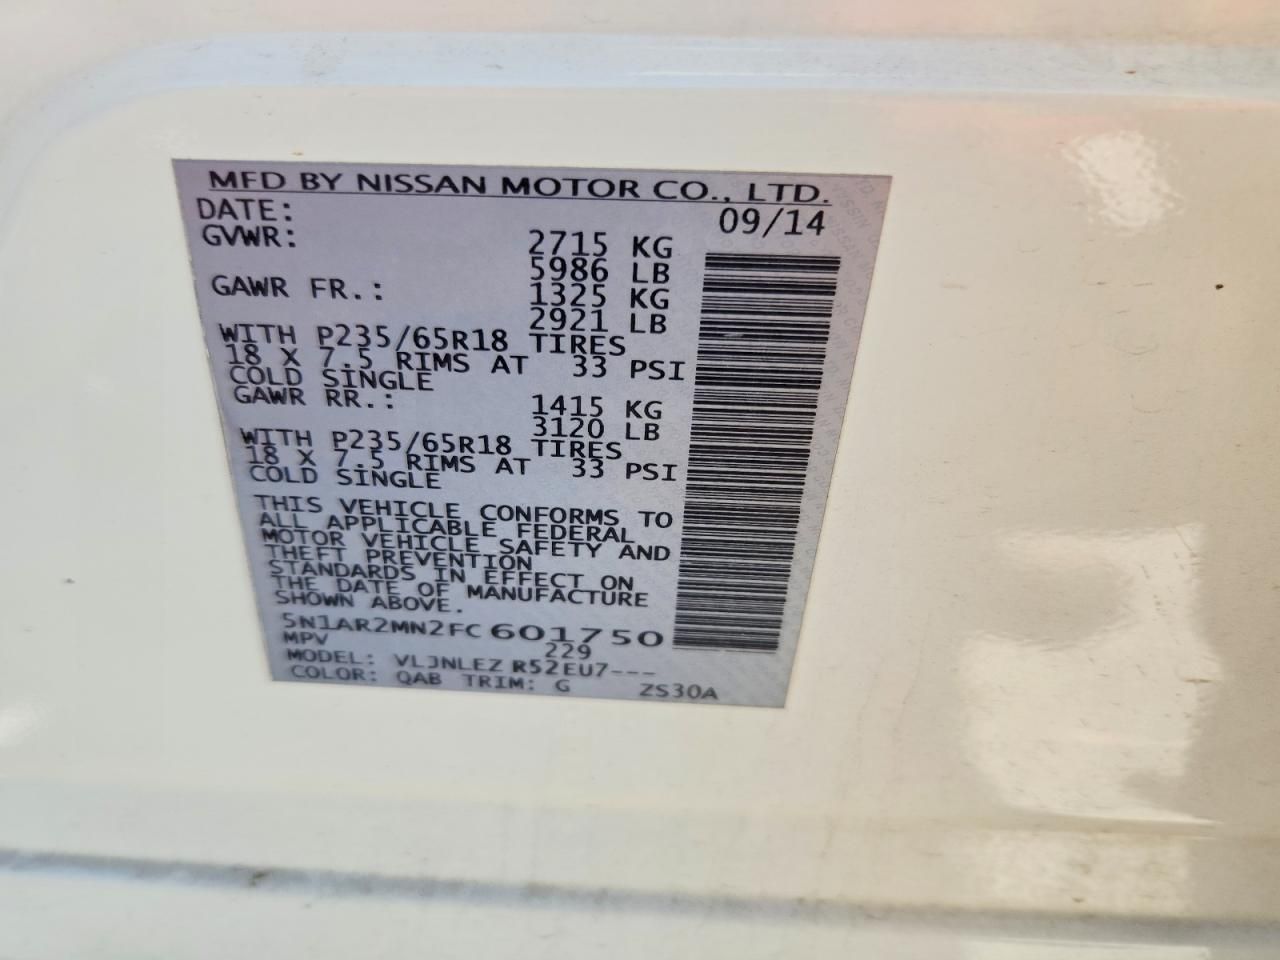 MFD BY NISSAN MOTOR CO., LTD.
DATE: 09/14
GVWR: 2715 KG
5986 LB
GAWR FR.: 1325 KG
2921 LB
WITH P235/65R18 TIRES
18 X 7.5 RIMS AT 33 PSI
COLD SINGLE
GAWR RR.: 1415 KG
3120 LB
WITH P235/65R18 TIRES
18 X 7.5 RIMS AT 33 PSI
COLD SINGLE
THIS VEHICLE CONFORMS TO
ALL APPLICABLE FEDERAL
MOTOR VEHICLE SAFETY AND
THEFT PREVENTION
STANDARDS IN EFFECT ON
THE DATE OF MANUFACTURE
SHOWN ABOVE.
5N1AR2MN2FC601750
MPV 229
MODEL: VLJNLEZ R52EU7---
COLOR: QAB TRIM: G ZS30A